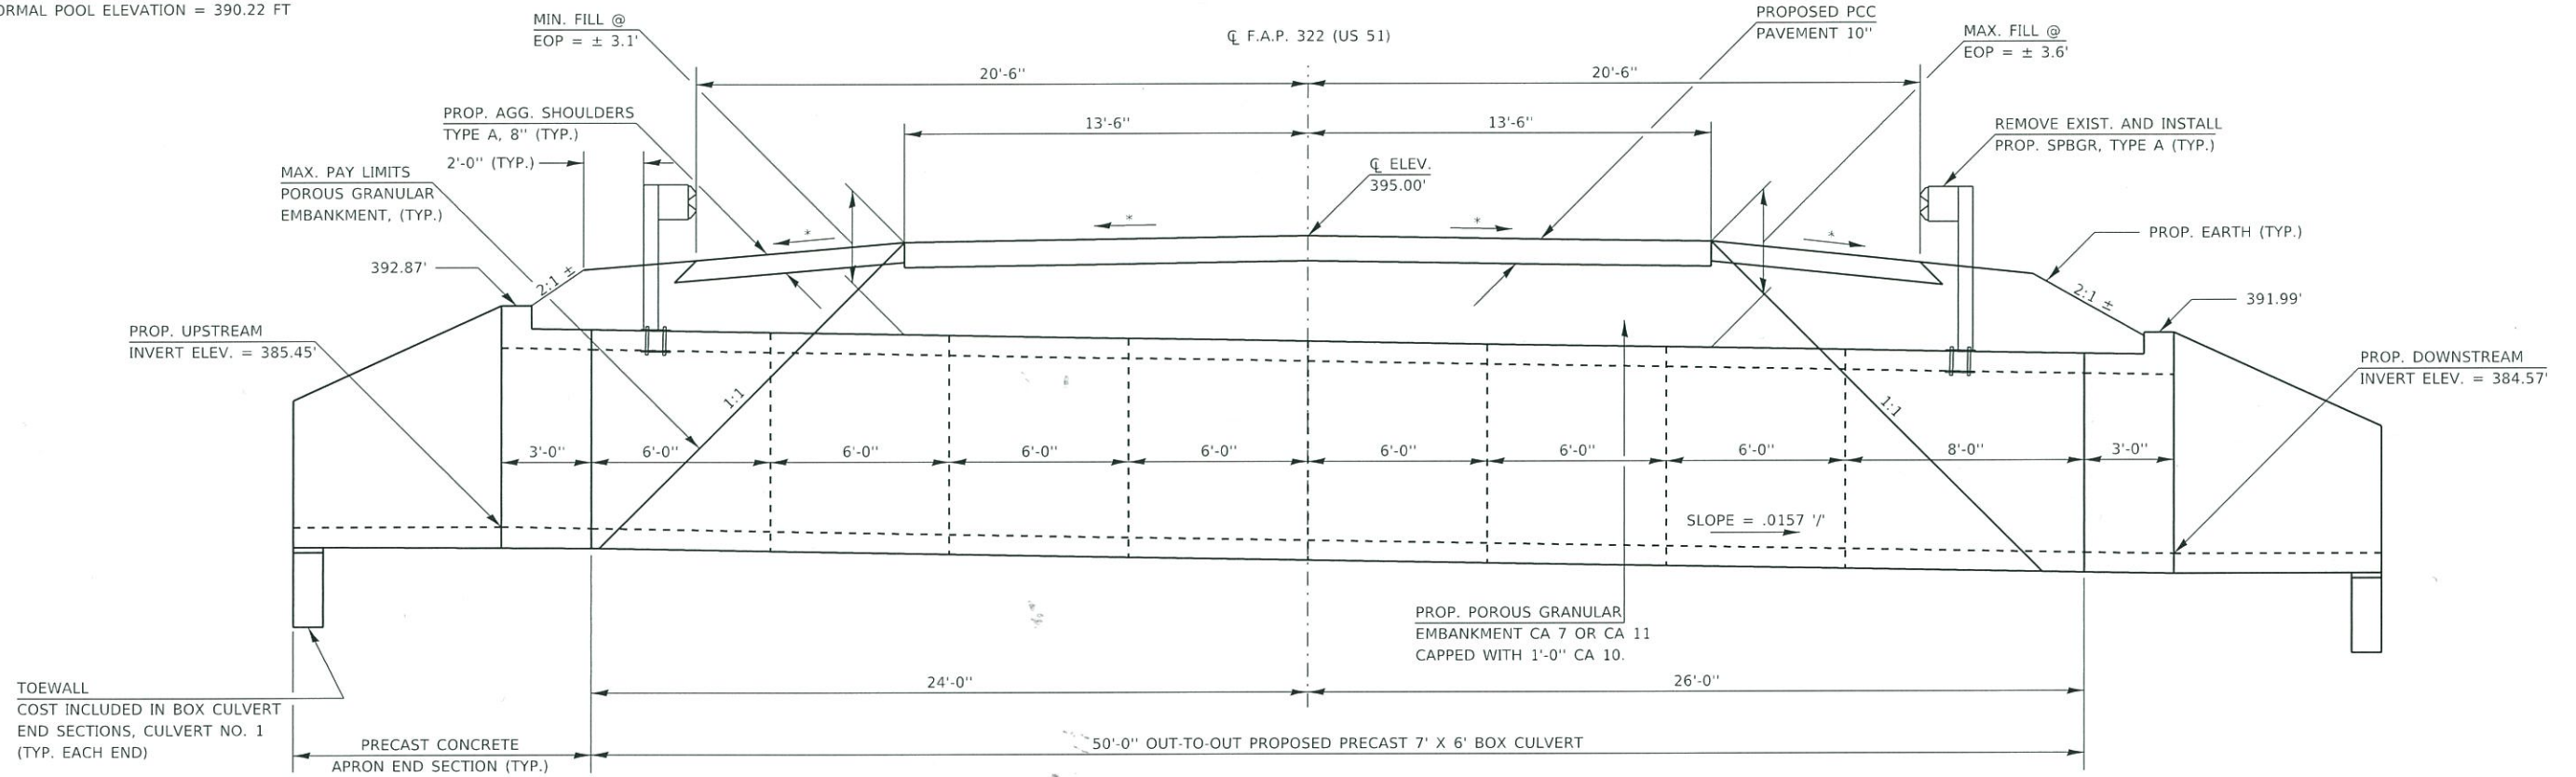 ORMAL POOL ELEVATION = 390.22 FT
MIN. FILL @
EOP = ± 3.1'
℄ F.A.P. 322 (US 51)
PROPOSED PCC
PAVEMENT 10"
MAX. FILL @
EOP = ± 3.6'
20'-6"
20'-6"
PROP. AGG. SHOULDERS
TYPE A, 8" (TYP.)
2'-0" (TYP.)
13'-6"
13'-6"
REMOVE EXIST. AND INSTALL
PROP. SPBGR, TYPE A (TYP.)
MAX. PAY LIMITS
POROUS GRANULAR
EMBANKMENT, (TYP.)
℄ ELEV.
395.00'
*
*
*
*
PROP. EARTH (TYP.)
392.87'
2:1 ±
2:1 ±
391.99'
PROP. UPSTREAM
INVERT ELEV. = 385.45'
PROP. DOWNSTREAM
INVERT ELEV. = 384.57'
1:1
1:1
3'-0"
6'-0"
6'-0"
6'-0"
6'-0"
6'-0"
6'-0"
6'-0"
8'-0"
3'-0"
SLOPE = .0157 '/'
PROP. POROUS GRANULAR
EMBANKMENT CA 7 OR CA 11
CAPPED WITH 1'-0" CA 10.
TOEWALL
COST INCLUDED IN BOX CULVERT
END SECTIONS, CULVERT NO. 1
(TYP. EACH END)
24'-0"
26'-0"
PRECAST CONCRETE
APRON END SECTION (TYP.)
50'-0" OUT-TO-OUT PROPOSED PRECAST 7' X 6' BOX CULVERT